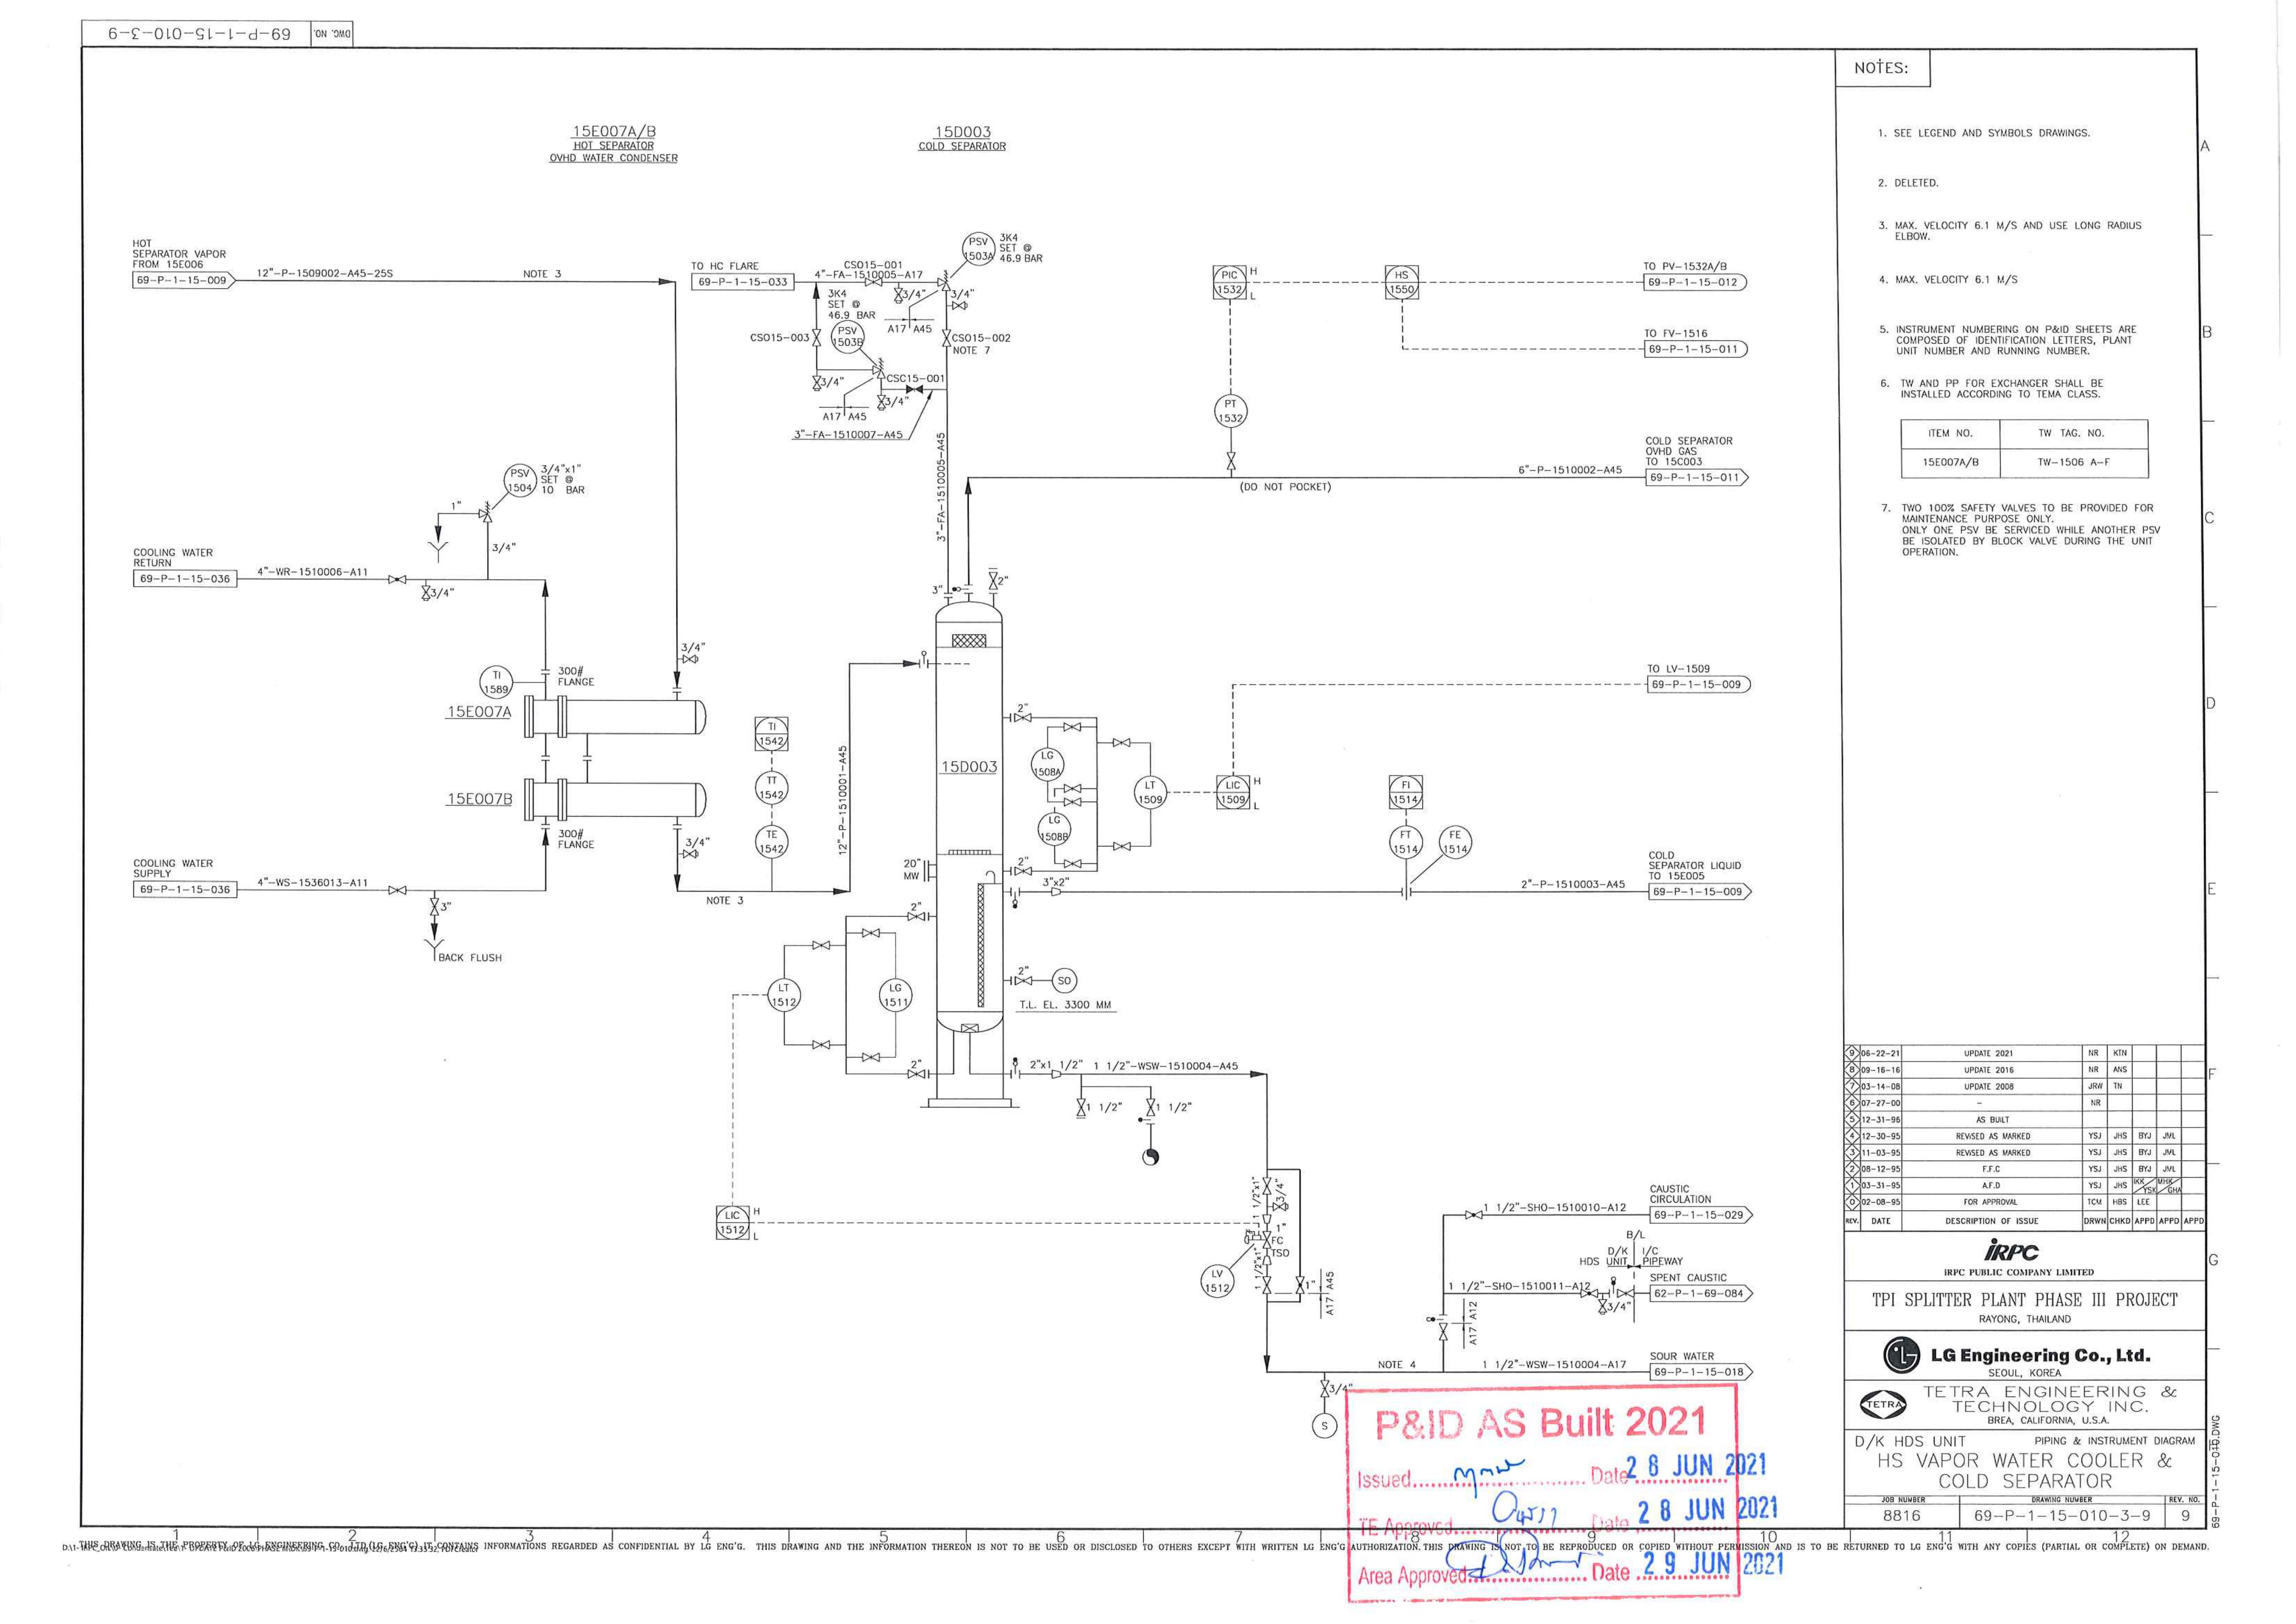 69-P-1-15-010-3-9
DWG. NO.
NOTES:
1. SEE LEGEND AND SYMBOLS DRAWINGS.
2. DELETED.
3. MAX. VELOCITY 6.1 M/S AND USE LONG RADIUS
ELBOW.
4. MAX. VELOCITY 6.1 M/S
5. INSTRUMENT NUMBERING ON P&ID SHEETS ARE
COMPOSED OF IDENTIFICATION LETTERS, PLANT
UNIT NUMBER AND RUNNING NUMBER.
6. TW AND PP FOR EXCHANGER SHALL BE
INSTALLED ACCORDING TO TEMA CLASS.
ITEM NO. TW TAG. NO.
15E007A/B TW-1506 A-F
7. TWO 100% SAFETY VALVES TO BE PROVIDED FOR
MAINTENANCE PURPOSE ONLY.
ONLY ONE PSV BE SERVICED WHILE ANOTHER PSV
BE ISOLATED BY BLOCK VALVE DURING THE UNIT
OPERATION.
15E007A/B
HOT SEPARATOR
OVHD WATER CONDENSER
15D003
COLD SEPARATOR
HOT
SEPARATOR VAPOR
FROM 15E006
69-P-1-15-009
12"-P-1509002-A45-25S
NOTE 3
TO HC FLARE
69-P-1-15-033
CSO15-001
4"-FA-1510005-A17
PSV
1503A
3K4
SET @
46.9 BAR
3/4"
3/4"
A17 A45
3K4
SET @
46.9 BAR
PSV
1503B
CSO15-003
CSO15-002
NOTE 7
CSC15-001
3/4"
3/4"
A17 A45
3"-FA-1510007-A45
3"-FA-1510005-A45
PIC
1532
H
L
HS
1550
TO PV-1532A/B
69-P-1-15-012
TO FV-1516
69-P-1-15-011
PT
1532
COLD SEPARATOR
OVHD GAS
TO 15C003
69-P-1-15-011
6"-P-1510002-A45
(DO NOT POCKET)
PSV
1504
3/4"x1"
SET @
10 BAR
1"
3/4"
COOLING WATER
RETURN
69-P-1-15-036
4"-WR-1510006-A11
3/4"
3"
2"
3/4"
TI
1589
300#
FLANGE
15E007A
15E007B
300#
FLANGE
3/4"
TI
1542
TT
1542
TE
1542
12"-P-1510001-A45
NOTE 3
COOLING WATER
SUPPLY
69-P-1-15-036
4"-WS-1536013-A11
3"
BACK FLUSH
15D003
2"
LG
1508A
LG
1508B
2"
LT
1509
LIC
1509
H
L
TO LV-1509
69-P-1-15-009
FI
1514
FT
1514
FE
1514
20"
MW
3"x2"
2"-P-1510003-A45
COLD
SEPARATOR LIQUID
TO 15E005
69-P-1-15-009
2"
LT
1512
LG
1511
2"
SO
T.L. EL. 3300 MM
2"
2"x1 1/2"
1 1/2"-WSW-1510004-A45
1 1/2"
1 1/2"
LIC
1512
H
L
1 1/2"x1"
3/4"
1"
FC
TSO
1 1/2"x1"
LV
1512
1"
A17 A45
1 1/2"-SHO-1510010-A12
CAUSTIC
CIRCULATION
69-P-1-15-029
B/L
D/K I/C
HDS UNIT PIPEWAY
1 1/2"-SHO-1510011-A12
3/4"
SPENT CAUSTIC
62-P-1-69-084
A17 A12
NOTE 4
1 1/2"-WSW-1510004-A17
SOUR WATER
69-P-1-15-018
3/4"
S
P&ID AS Built 2021
Issued Date 28 JUN 2021
TE Approved Date 28 JUN 2021
Area Approved Date 29 JUN 2021
9 06-22-21 UPDATE 2021 NR KTN
8 09-16-16 UPDATE 2016 NR ANS
7 03-14-08 UPDATE 2008 JRW TN
6 07-27-00 - NR
5 12-31-96 AS BUILT
4 12-30-95 REVISED AS MARKED YSJ JHS BYJ JML
3 11-03-95 REVISED AS MARKED YSJ JHS BYJ JML
2 08-12-95 F.F.C YSJ JHS BYJ JML
1 03-31-95 A.F.D YSJ JHS IKK YSK MHK GHA
0 02-08-95 FOR APPROVAL TCM HBS LEE
REV. DATE DESCRIPTION OF ISSUE DRWN CHKD APPD APPD APPD
iRPC
IRPC PUBLIC COMPANY LIMITED
TPI SPLITTER PLANT PHASE III PROJECT
RAYONG, THAILAND
LG Engineering Co., Ltd.
SEOUL, KOREA
TETRA
TETRA ENGINEERING &
TECHNOLOGY INC.
BREA, CALIFORNIA, U.S.A.
D/K HDS UNIT PIPING & INSTRUMENT DIAGRAM
HS VAPOR WATER COOLER &
COLD SEPARATOR
JOB NUMBER DRAWING NUMBER REV. NO.
8816 69-P-1-15-010-3-9 9
69-P-1-15-010.DWG
A
B
C
D
E
F
G
1 2 3 4 5 6 7 8 9 10 11 12
THIS DRAWING IS THE PROPERTY OF LG ENGINEERING CO., LTD.(LG ENG'G) IT CONTAINS INFORMATIONS REGARDED AS CONFIDENTIAL BY LG ENG'G. THIS DRAWING AND THE INFORMATION THEREON IS NOT TO BE USED OR DISCLOSED TO OTHERS EXCEPT WITH WRITTEN LG ENG'G AUTHORIZATION. THIS DRAWING IS NOT TO BE REPRODUCED OR COPIED WITHOUT PERMISSION AND IS TO BE RETURNED TO LG ENG'G WITH ANY COPIES (PARTIAL OR COMPLETE) ON DEMAND.